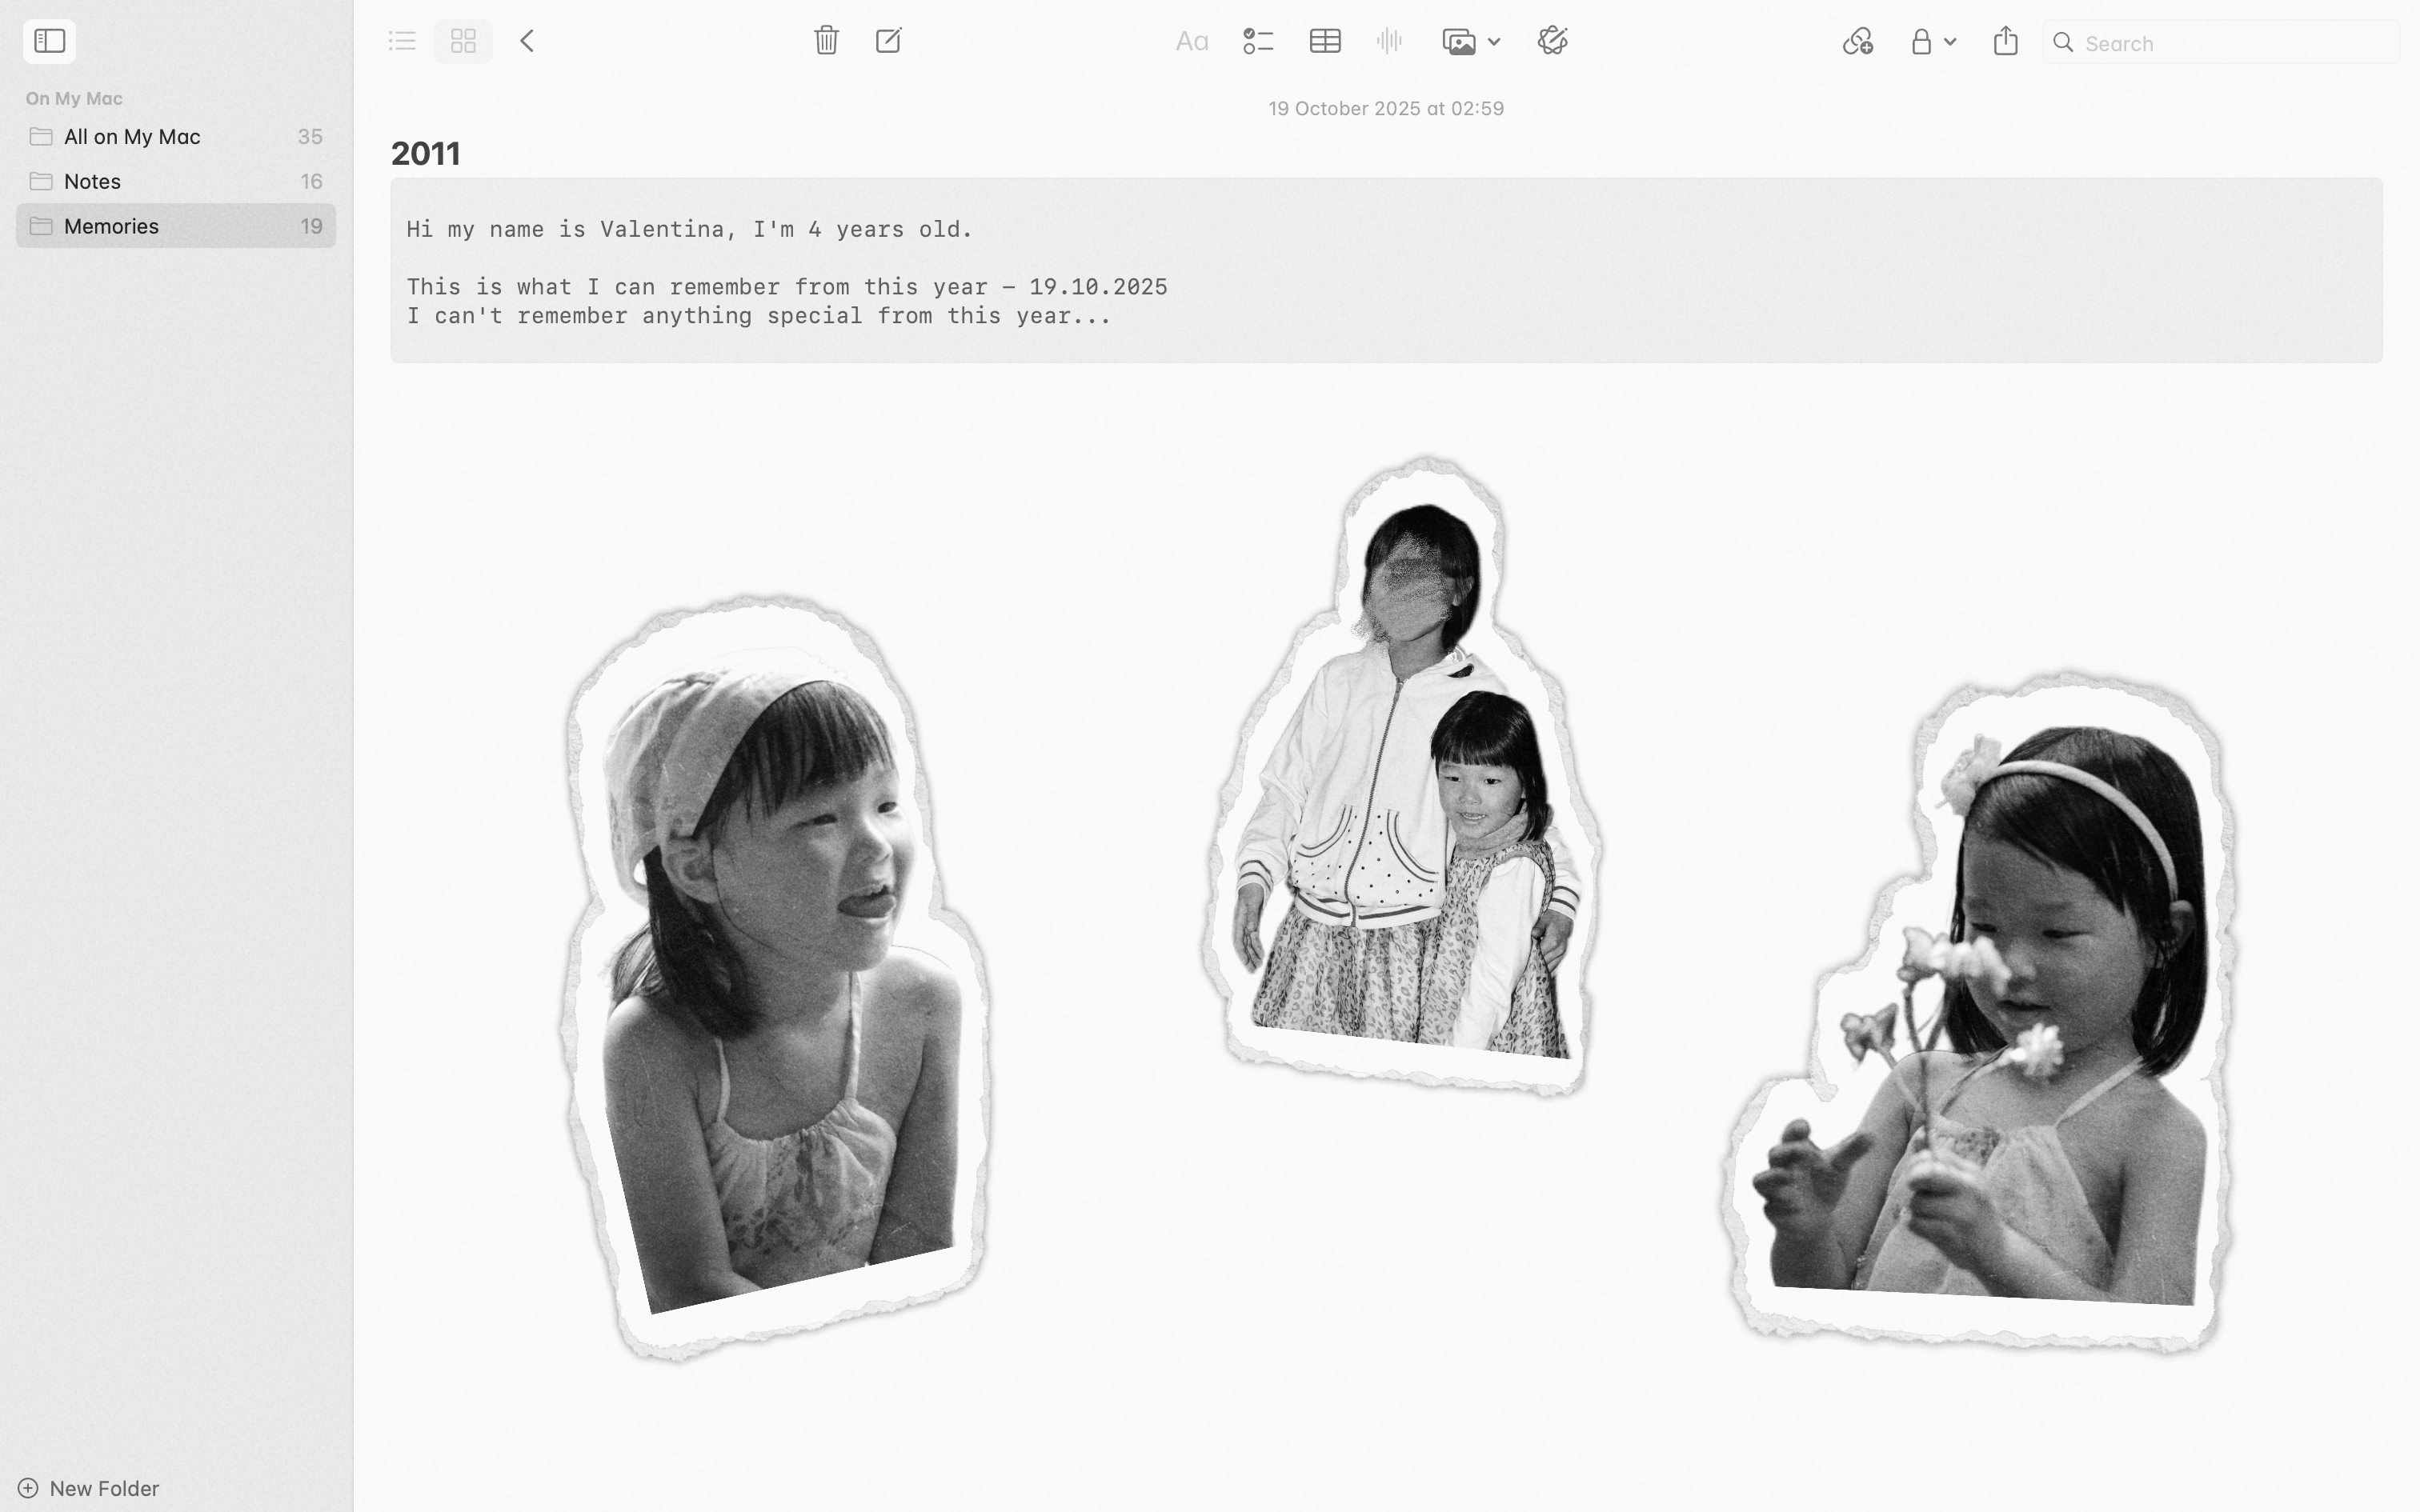 On My Mac
All on My Mac 35
Notes 16
Memories 19
New Folder
Aa
Search
19 October 2025 at 02:59
2011
Hi my name is Valentina, I'm 4 years old.
This is what I can remember from this year – 19.10.2025
I can't remember anything special from this year...